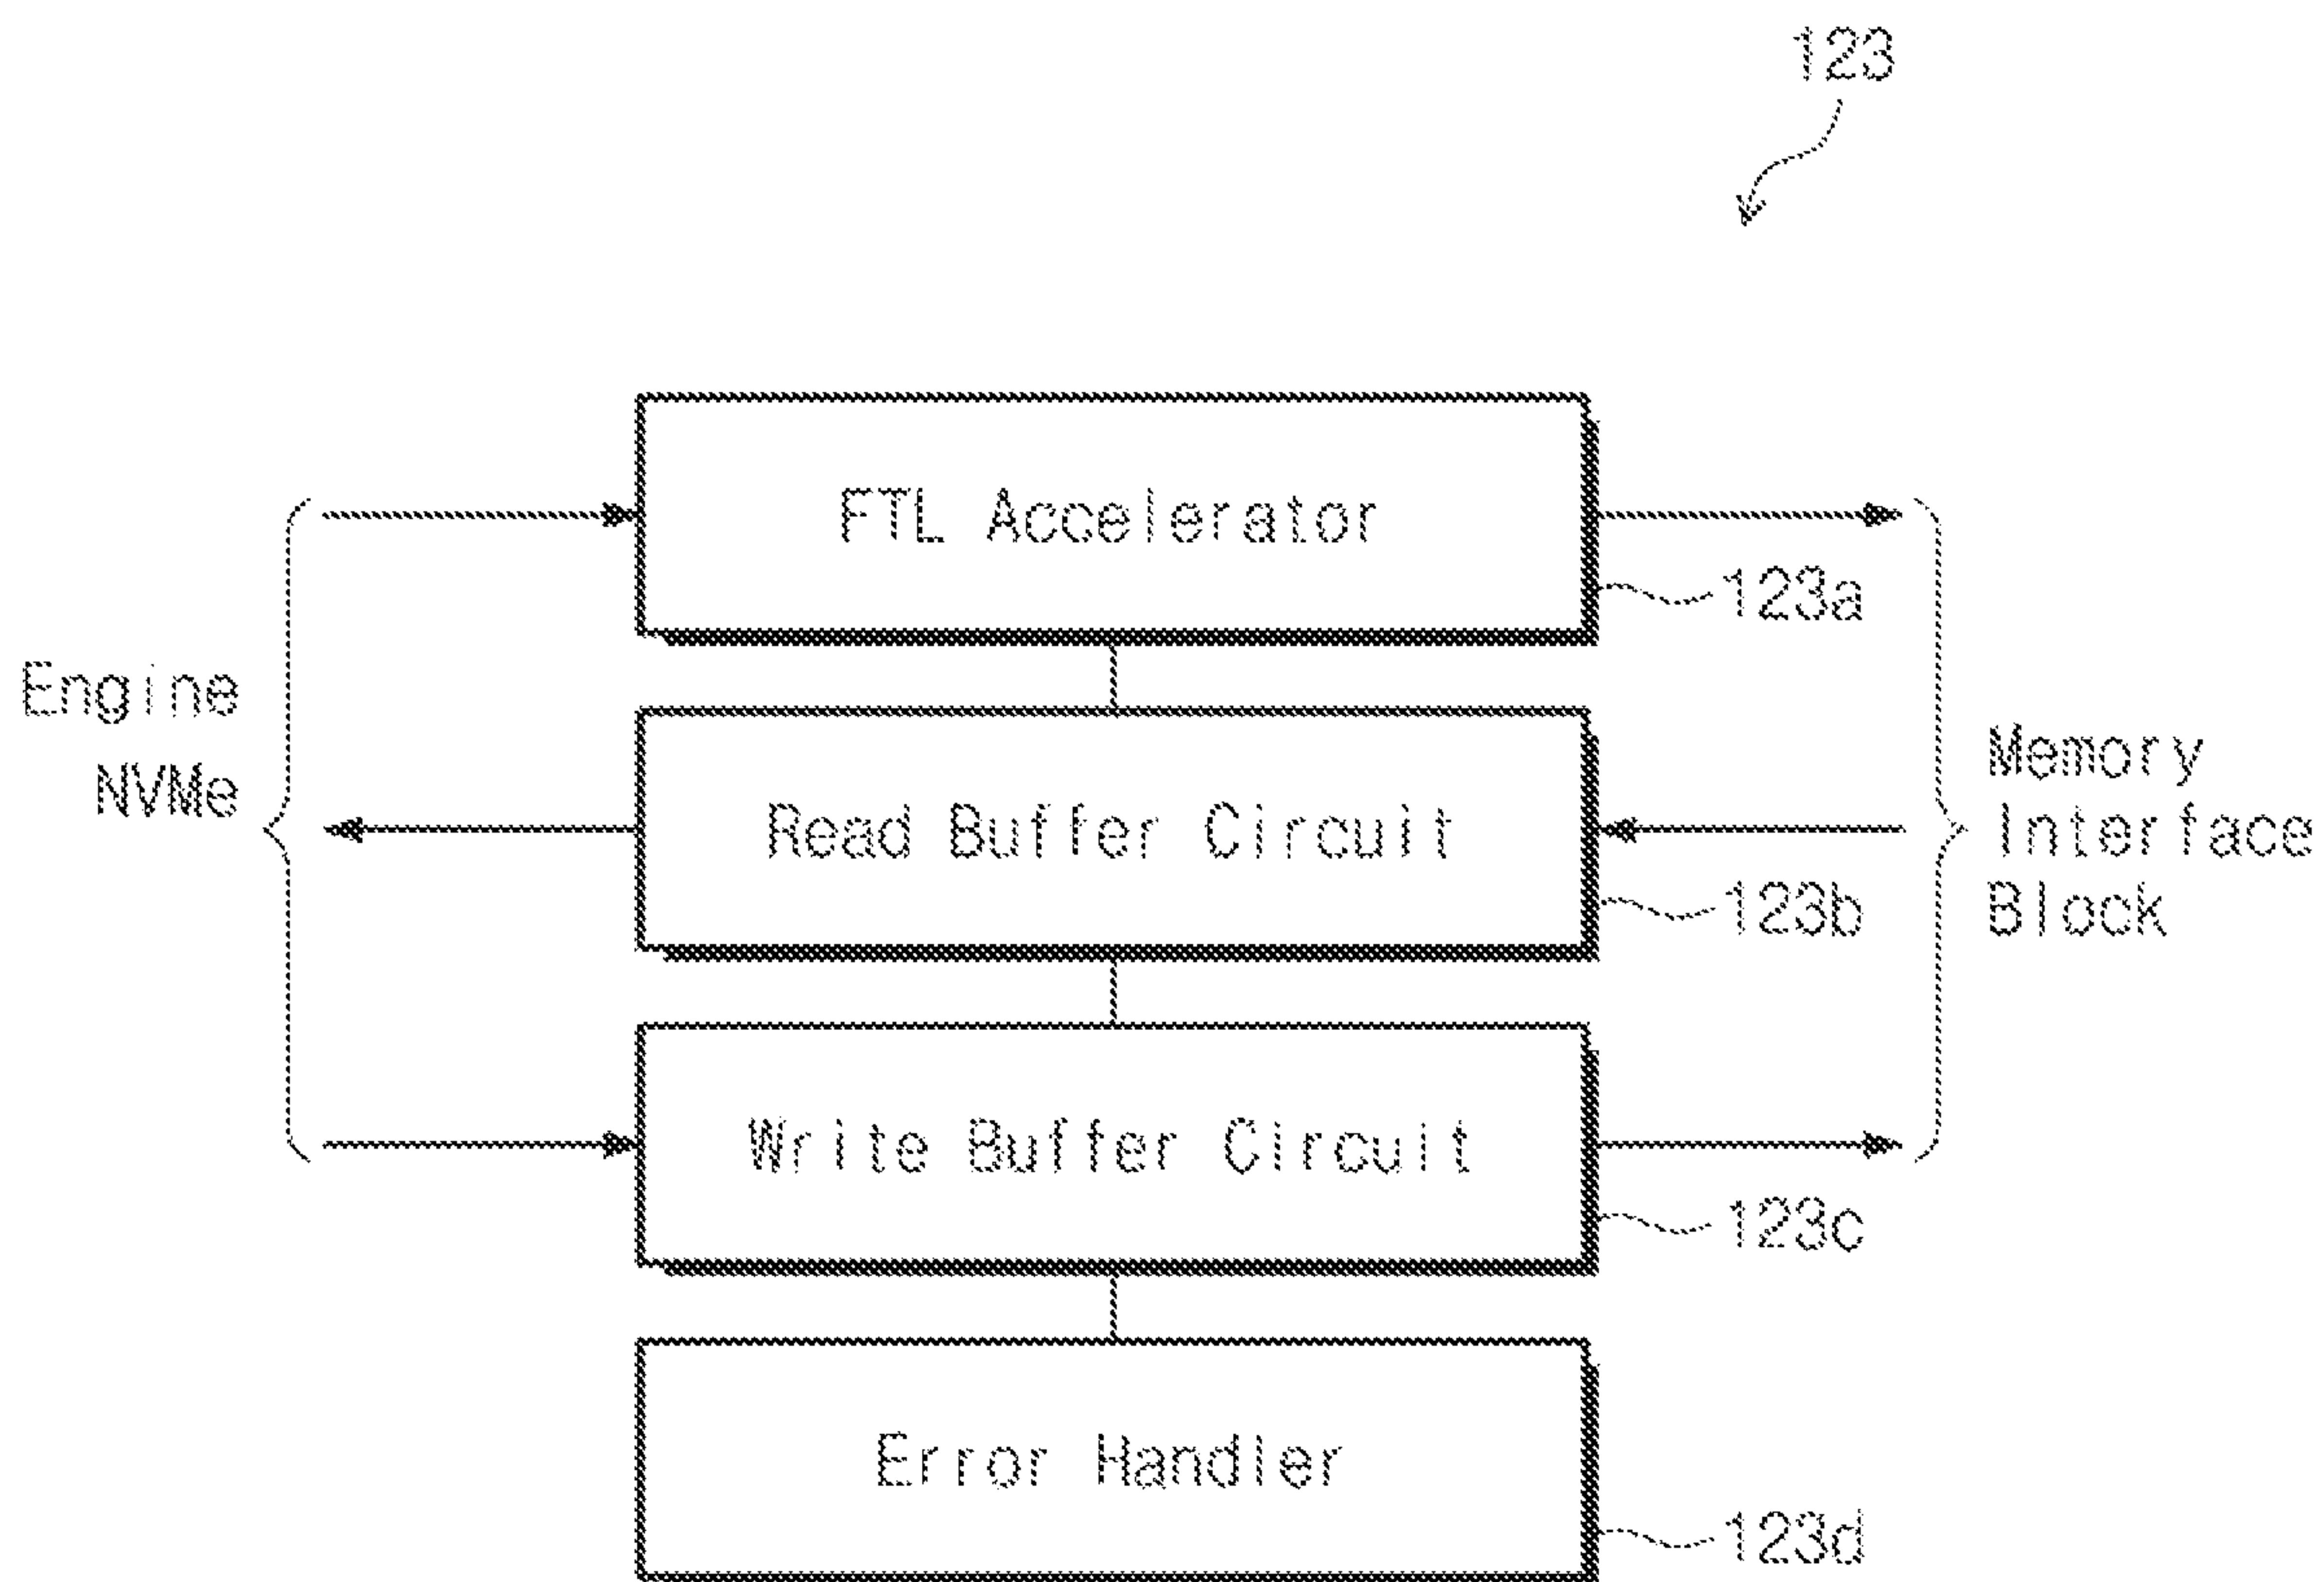 123
FTL Accelerator
123a
Engine
NVMe
Read Buffer Circuit
123b
Memory
Interface
Block
Write Buffer Circuit
123c
Error Handler
123d